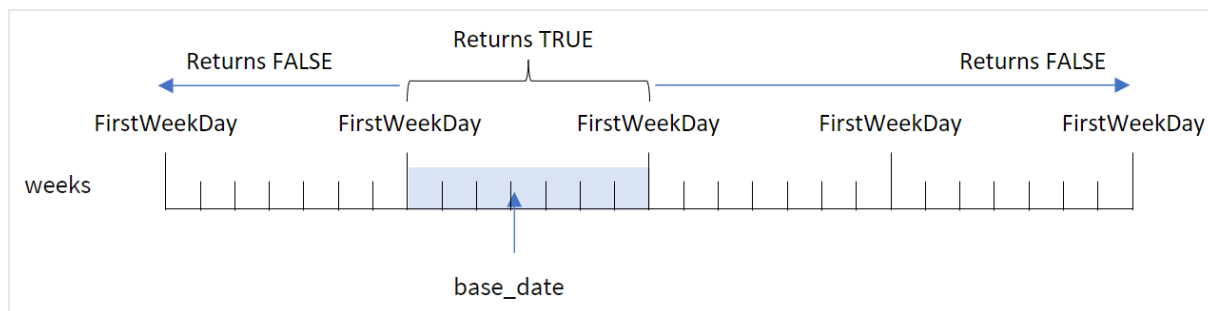 Returns TRUE
Returns FALSE Returns FALSE
FirstWeekDay FirstWeekDay FirstWeekDay FirstWeekDay FirstWeekDay
weeks
base_date